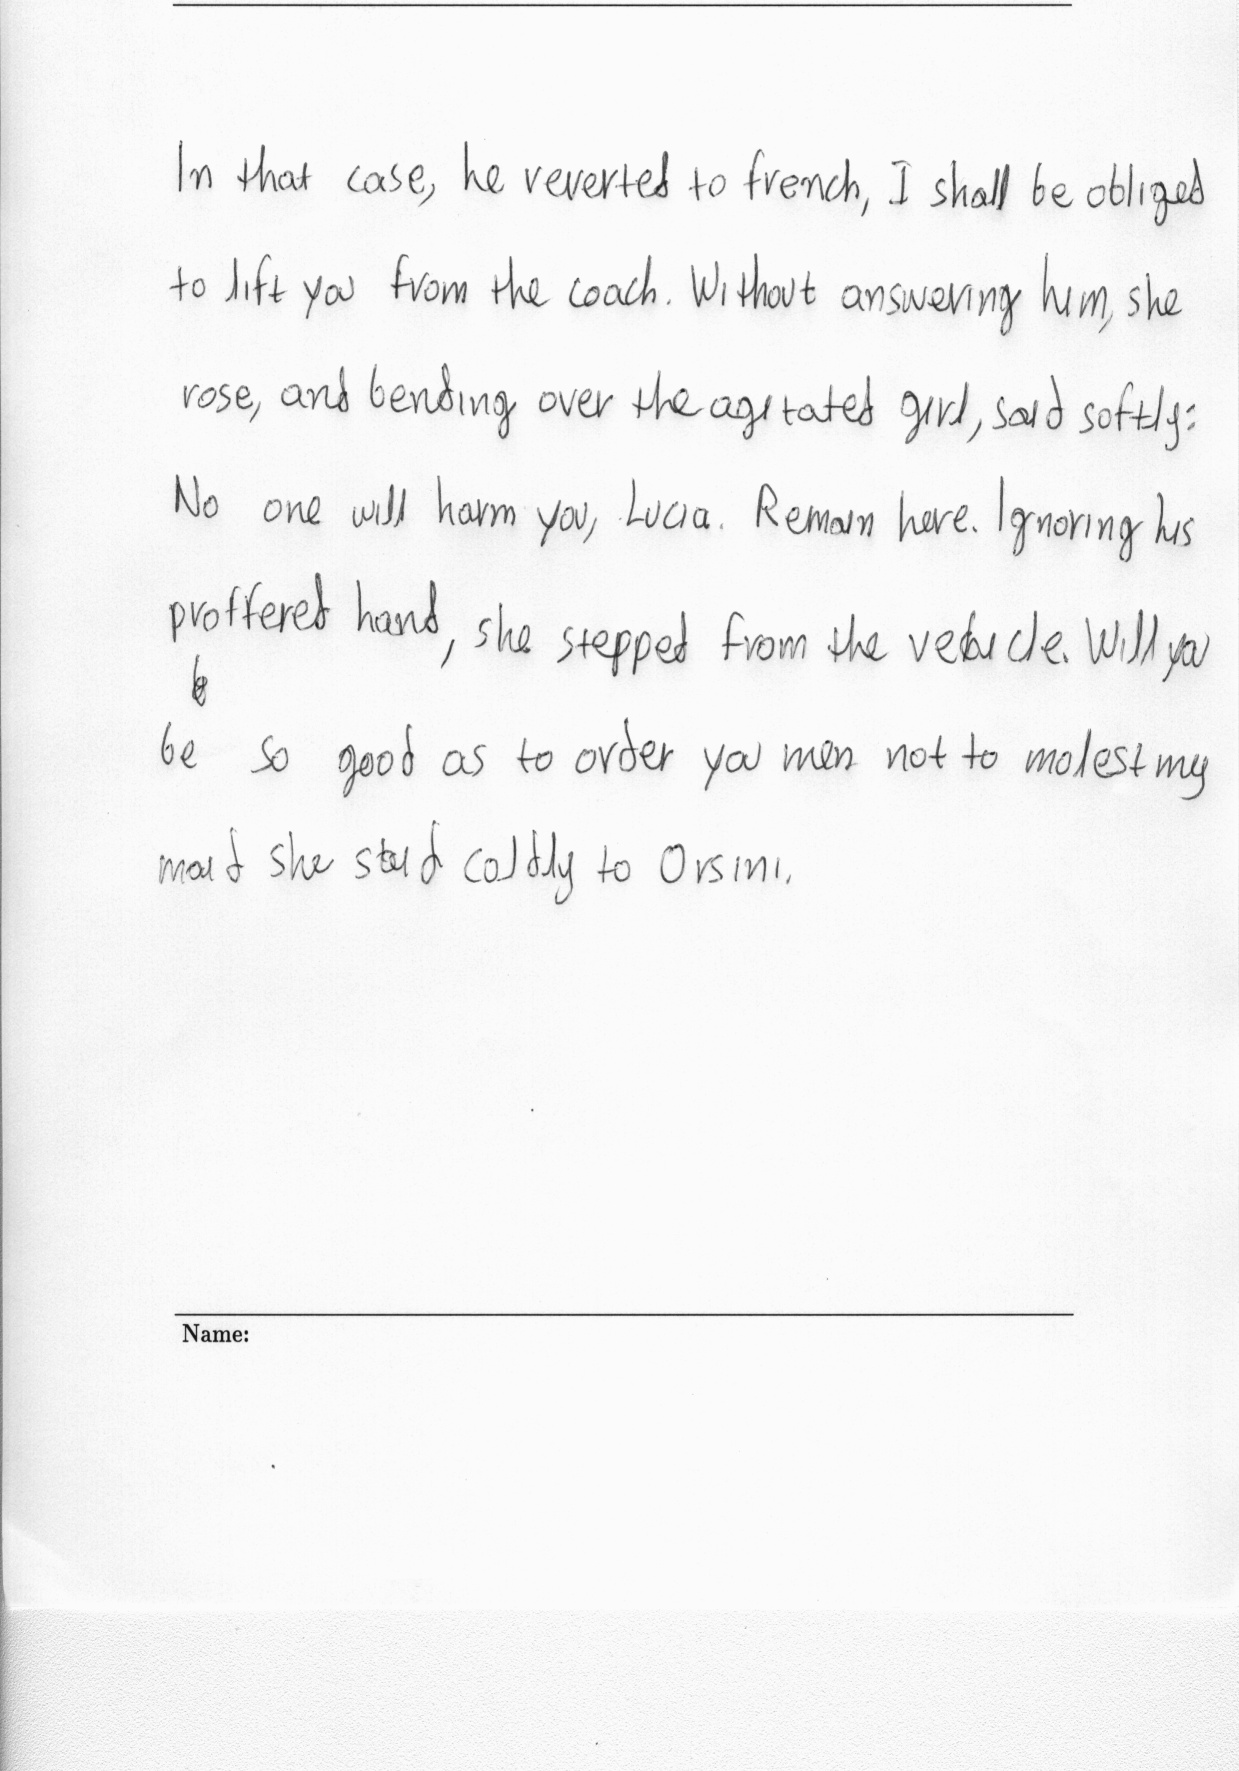 In that case, he reverted to french, I shall be obliged
to lift you from the coach. Without answering him, she
rose, and bending over the agitated girl, said softly:
No one will harm you, Lucia. Remain here. Ignoring his
proffered hand, she stepped from the vehicle. Will you
be so good as to order you men not to molest my
maid she said coldly to Orsini.
Name: